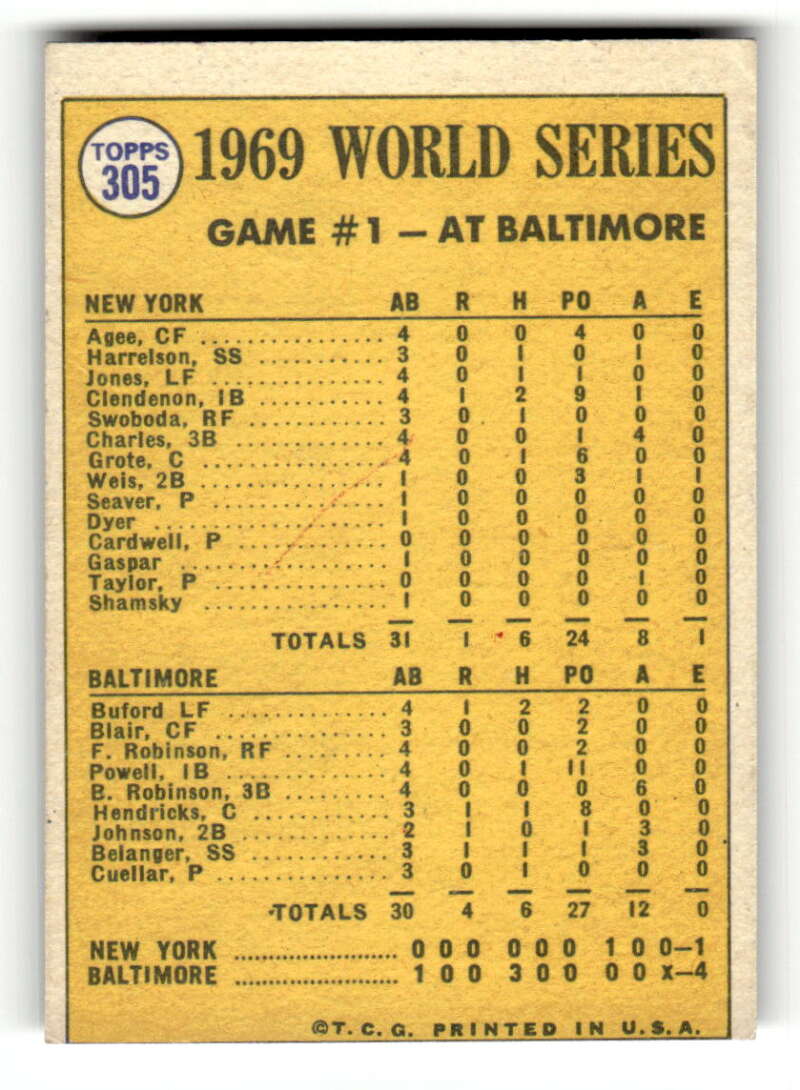 TOPPS
305
1969 WORLD SERIES
GAME #1 — AT BALTIMORE
NEW YORK AB R H PO A E
Agee, CF .................. 4 0 0 4 0 0
Harrelson, SS ........... 3 0 1 0 1 0
Jones, LF ................ 4 0 1 1 0 0
Clendenon, 1B ............ 4 1 2 9 1 0
Swoboda, RF ............ 3 0 1 0 0 0
Charles, 3B .............. 4 0 0 1 4 0
Grote, C .................. 4 0 1 6 0 0
Weis, 2B .................. 1 0 0 3 1 1
Seaver, P ................ 1 0 0 0 0 0
Dyer ...................... 1 0 0 0 0 0
Cardwell, P .............. 0 0 0 0 0 0
Gaspar .................... 1 0 0 0 0 0
Taylor, P ................ 0 0 0 0 1 0
Shamsky .................. 1 0 0 0 0 0
TOTALS 31 1 6 24 8 1
BALTIMORE AB R H PO A E
Buford LF ................ 4 1 2 2 0 0
Blair, CF .................. 3 0 0 2 0 0
F. Robinson, RF .......... 4 0 0 2 0 0
Powell, 1B ................ 4 0 1 11 0 0
B. Robinson, 3B ......... 4 0 0 0 6 0
Hendricks, C ............ 3 1 1 8 0 0
Johnson, 2B .............. 2 1 0 1 3 0
Belanger, SS ............ 3 1 1 1 3 0
Cuellar, P ................ 3 0 1 0 0 0
TOTALS 30 4 6 27 12 0
NEW YORK ...................... 0 0 0 0 0 0 1 0 0—1
BALTIMORE ...................... 1 0 0 3 0 0 0 0 x—4
©T. C. G. PRINTED IN U.S.A.